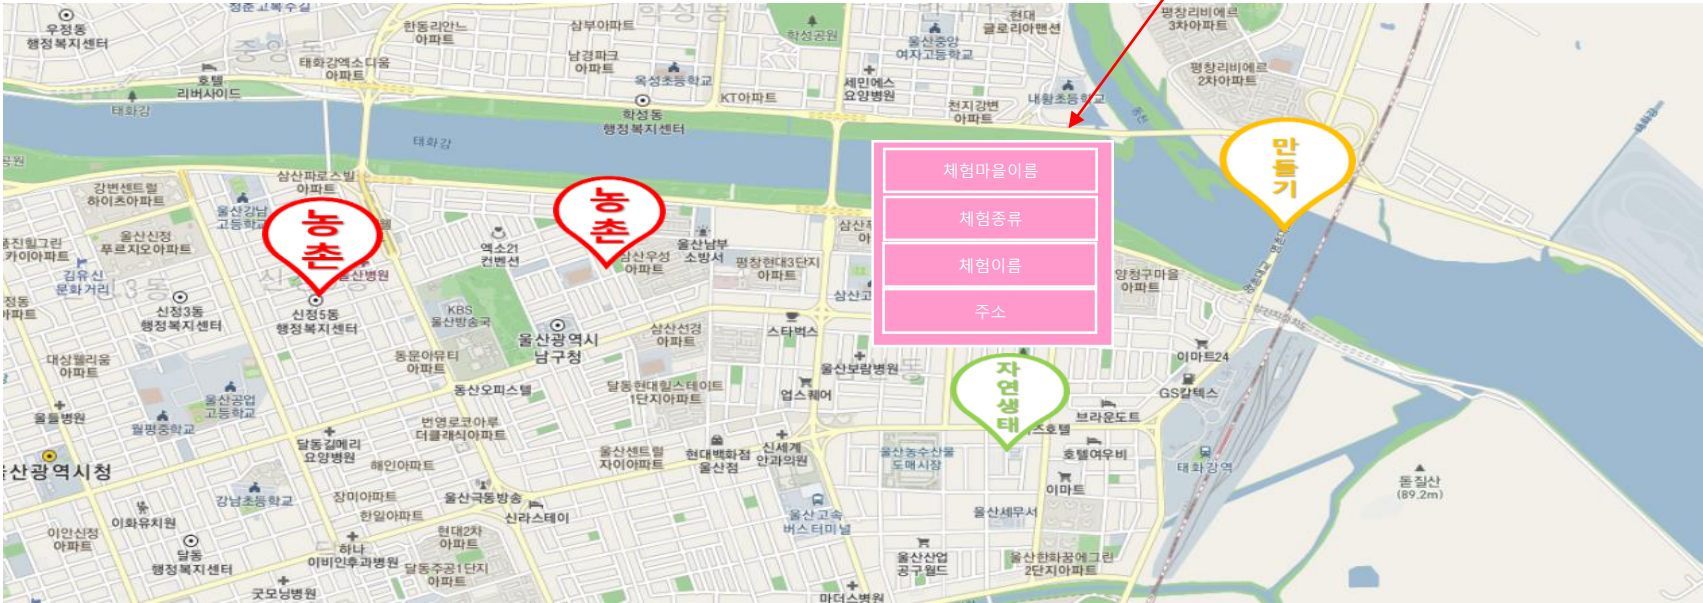 우정동
행정복지센터
중앙동
한동리안느
아파트
삼부아파트
학성동
학성공원
현대
글로리아맨션
울산중앙
여자고등학교
평창리비에르
3차아파트
남경파크
아파트
태화강엑소디움
아파트
호텔
리버사이드
옥성초등학교
세민에스
요양병원
평창리비에르
2차아파트
태화강
KT아파트
천지강변
아파트
내황초등학교
학성동
행정복지센터
동천
태화강
태화강
만들기
체험마을이름
체험종류
체험이름
주소
강변센트럴
하이츠아파트
삼산파로스빌
아파트
울산강남
고등학교
농촌
농촌
울산신정
푸르지오아파트
엑소21
컨벤션
울산남부
소방서
삼산우성
아파트
평창현대3단지
아파트
양청구마을
아파트
김유신
문화거리
울산병원
신정3동
행정복지센터
신정5동
행정복지센터
KBS
울산방송국
울산광역시
남구청
삼산선경
아파트
스타벅스
대상웰리움
아파트
동문아뮤티
아파트
울산보람병원
이마트24
자연생태
동산오피스텔
달동현대힐스테이트
1단지아파트
업스퀘어
GS칼텍스
울산공업
고등학교
울들병원
월평중학교
번영로코아루
더클래식아파트
브라운도트
달동길메리
요양병원
해인아파트
울산센트럴
자이아파트
현대백화점
울산점
신세계
안과의원
울산농수산물
도매시장
호텔여우비
태화강역
울산광역시청
강남초등학교
장미아파트
울산극동방송
이마트
돋질산
(89.2m)
이화유치원
한일아파트
신라스테이
울산고속
버스터미널
울산세무서
이안신정
아파트
현대2차
아파트
달동
행정복지센터
하나
이비인후과병원
달동주공1단지
아파트
울산산업
공구월드
울산한화꿈에그린
2단지아파트
굿모닝병원
마더스병원